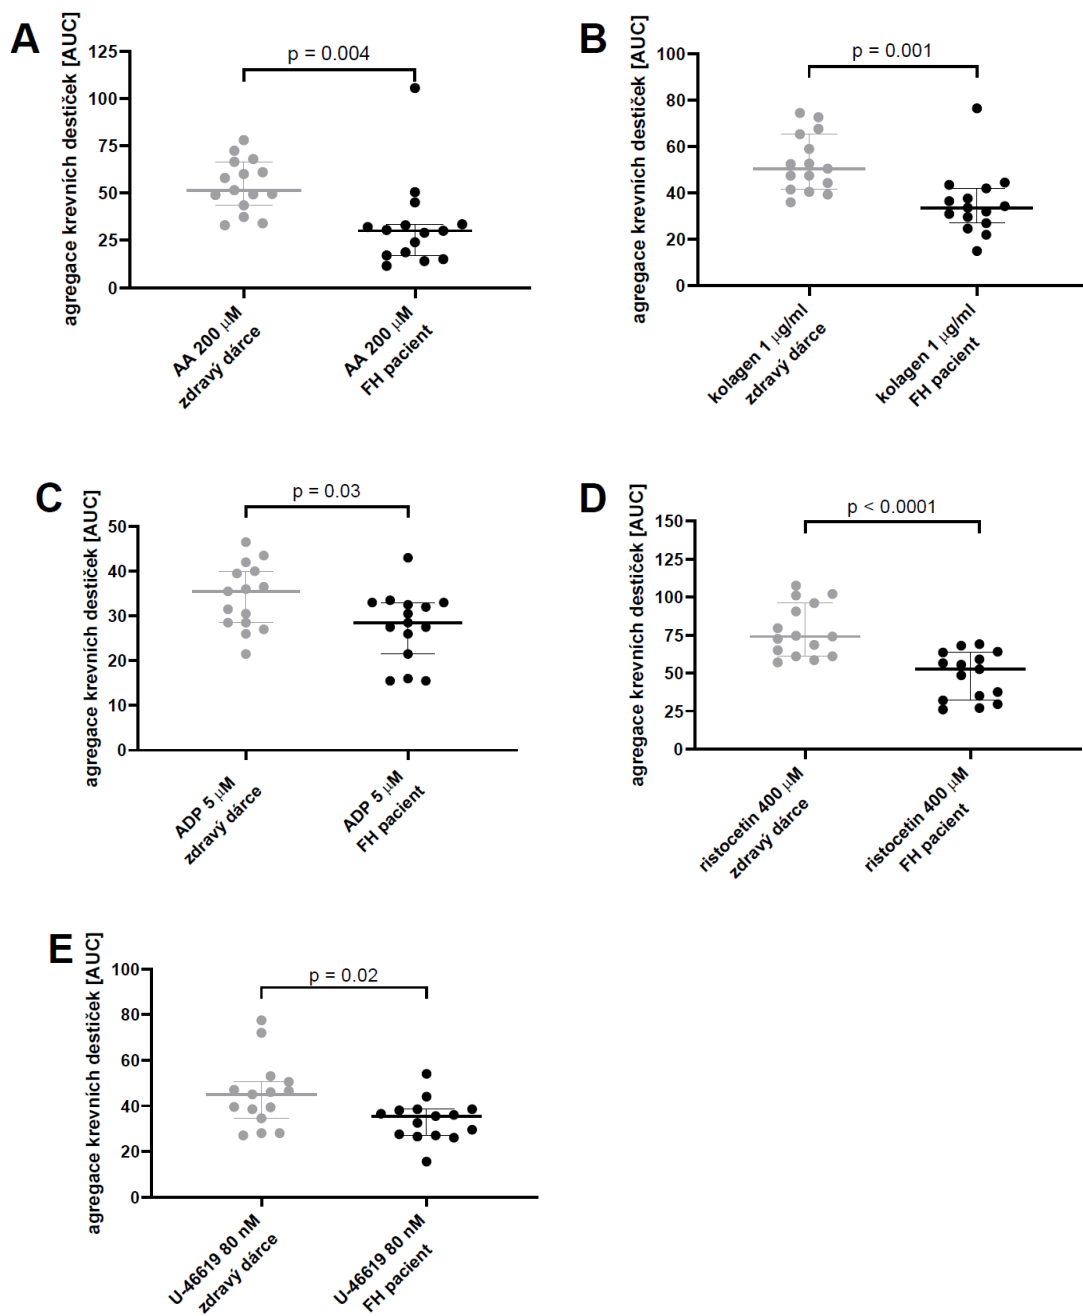 A
agregace krevních destiček [AUC]
p = 0.004
125
100
75
50
25
0
AA 200 μM
zdravý dárce
AA 200 μM
FH pacient
B
agregace krevních destiček [AUC]
p = 0.001
100
80
60
40
20
0
kolagen 1 μg/ml
zdravý dárce
kolagen 1 μg/ml
FH pacient
C
agregace krevních destiček [AUC]
p = 0.03
50
40
30
20
10
0
ADP 5 μM
zdravý dárce
ADP 5 μM
FH pacient
D
agregace krevních destiček [AUC]
p < 0.0001
150
125
100
75
50
25
0
ristocetin 400 μM
zdravý dárce
ristocetin 400 μM
FH pacient
E
agregace krevních destiček [AUC]
p = 0.02
100
80
60
40
20
0
U-46619 80 nM
zdravý dárce
U-46619 80 nM
FH pacient